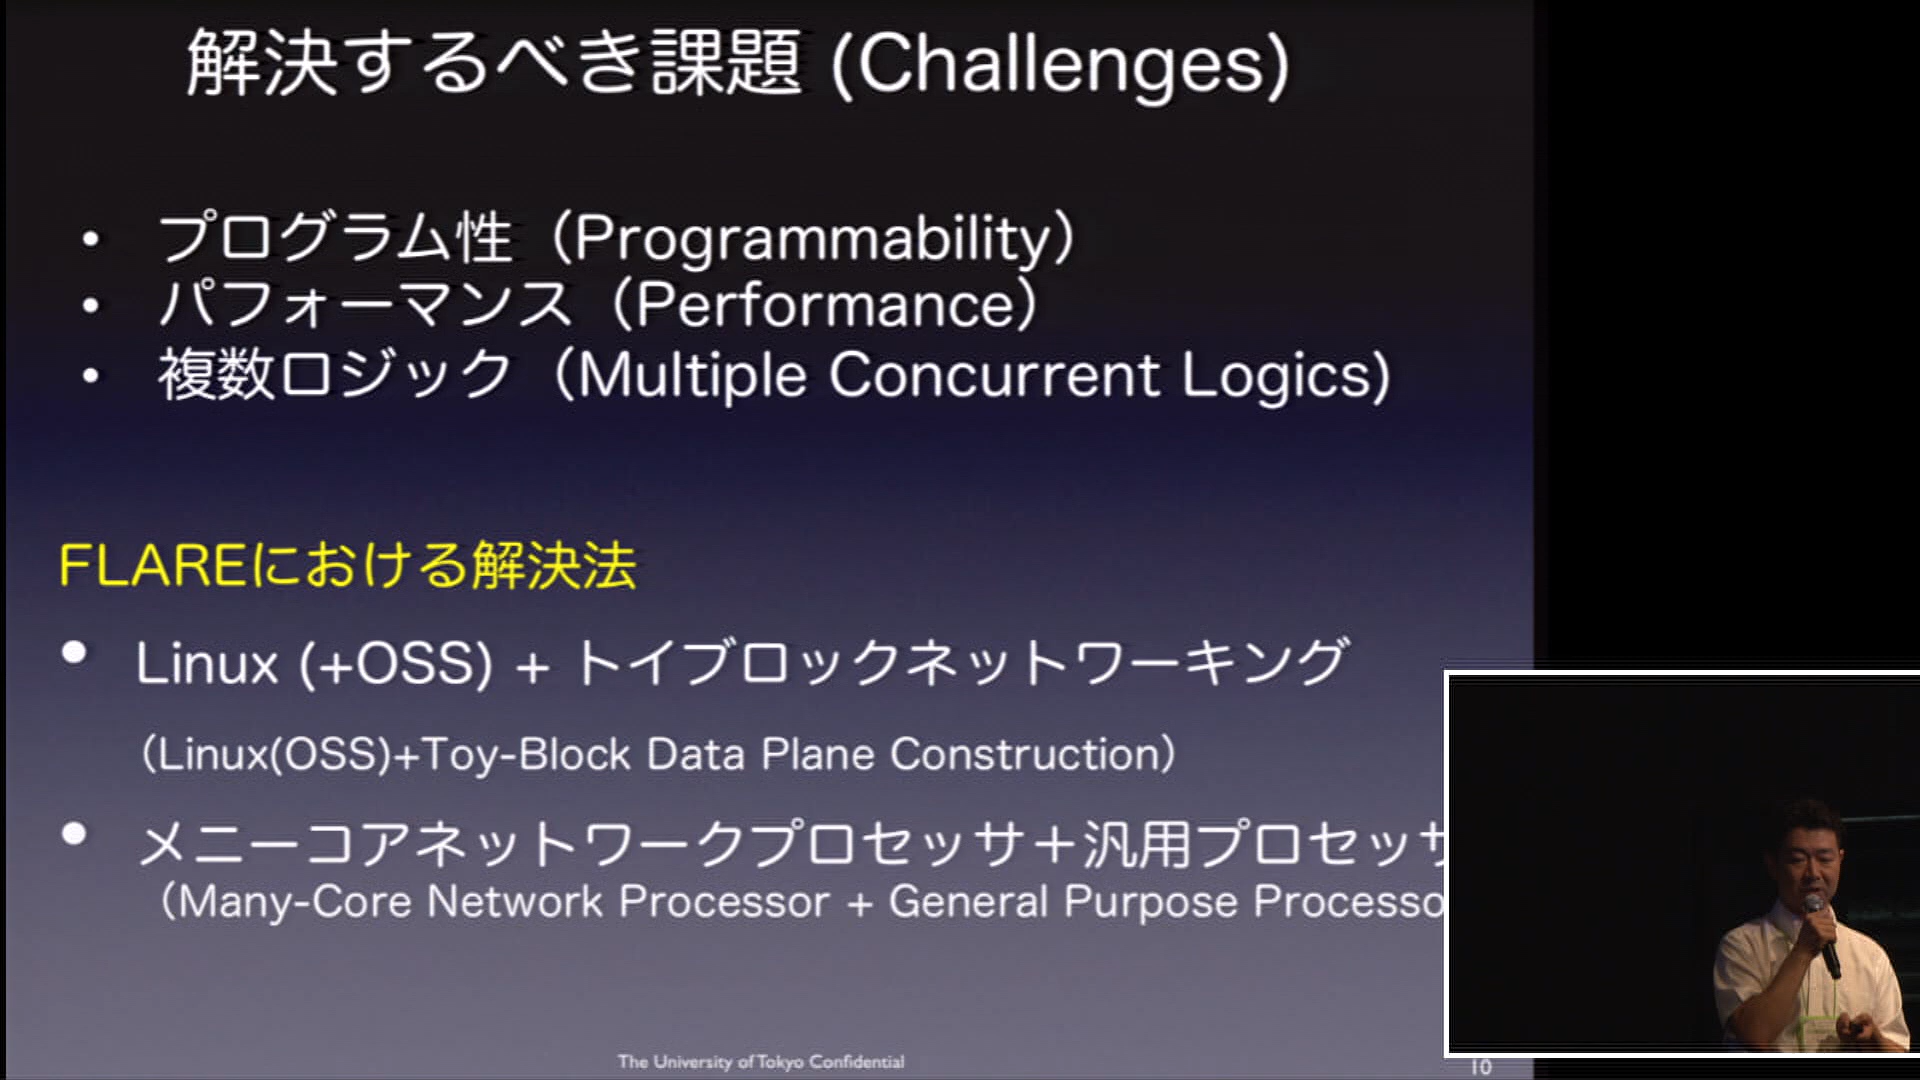 解決するべき課題 (Challenges)
• プログラム性（Programmability）
• パフォーマンス（Performance）
• 複数ロジック（Multiple Concurrent Logics)
FLAREにおける解決法
• Linux (+OSS) + トイブロックネットワーキング
（Linux(OSS)+Toy-Block Data Plane Construction）
• メニーコアネットワークプロセッサ＋汎用プロセッサ
（Many-Core Network Processor + General Purpose Processo
The University of Tokyo Confidential
10